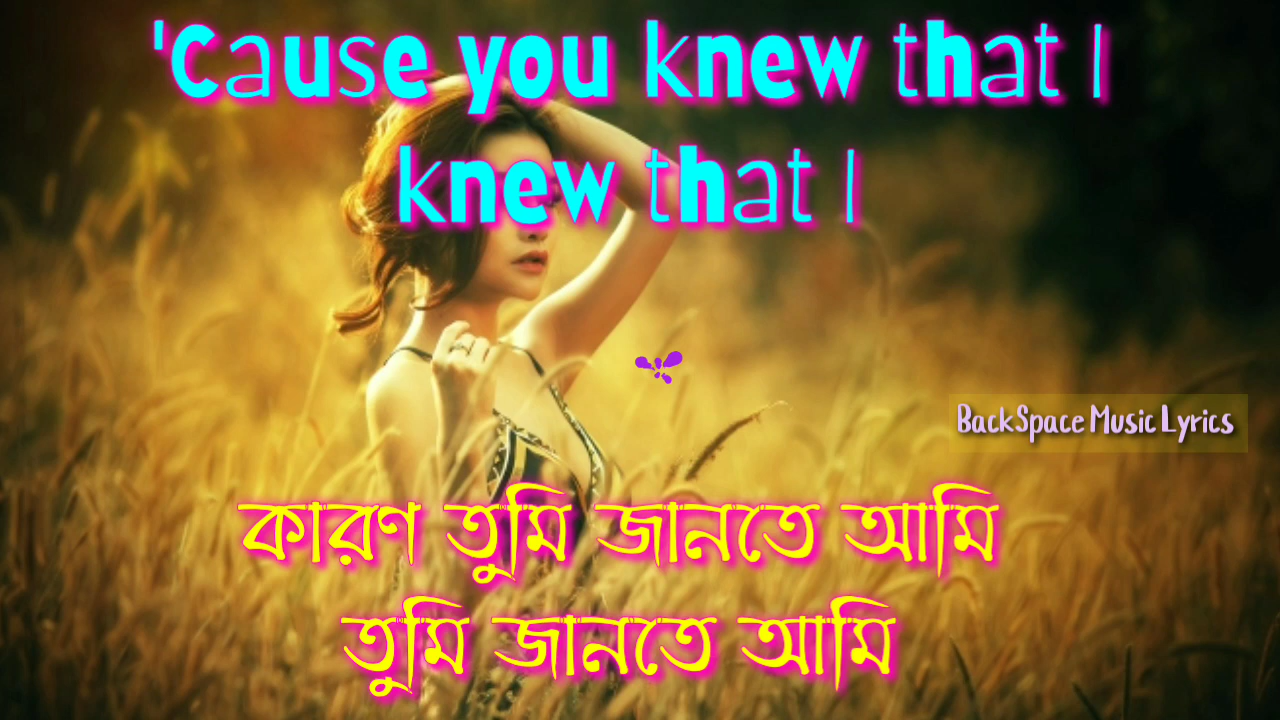 'Cause you knew that I
knew that I
BackSpace Music Lyrics
কারণ তুমি জানতে আমি
তুমি জানতে আমি